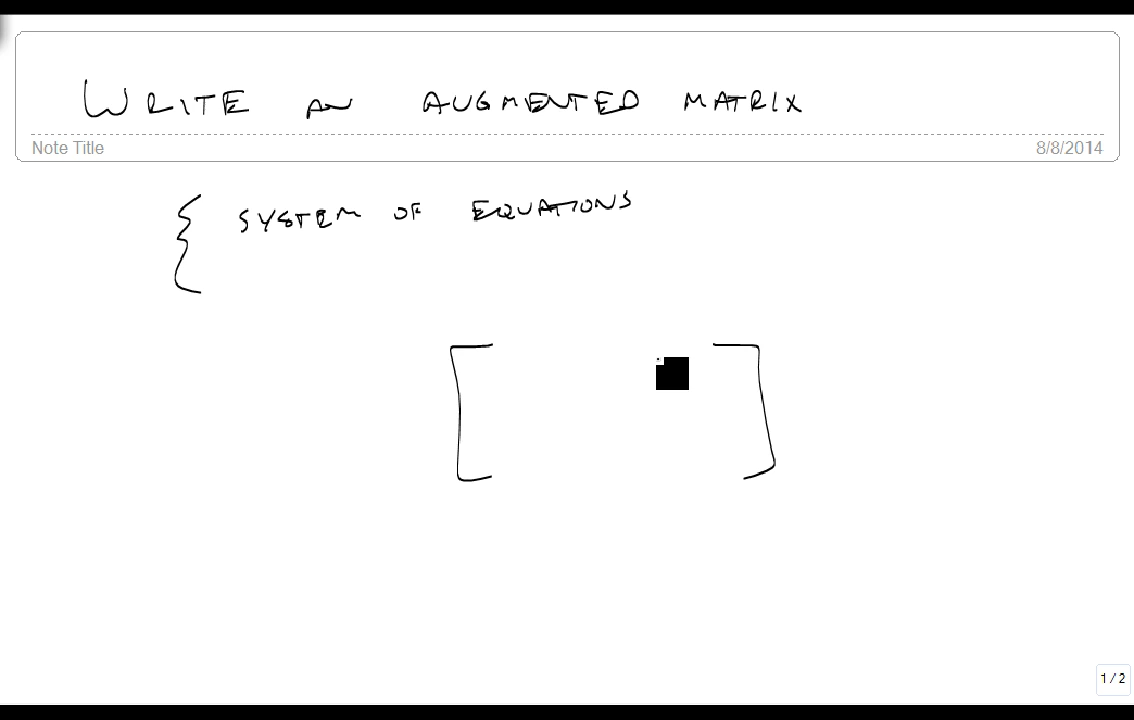 WRITE AN AUGMENTED MATRIX
Note Title
8/8/2014
SYSTEM OF EQUATIONS
1 / 2